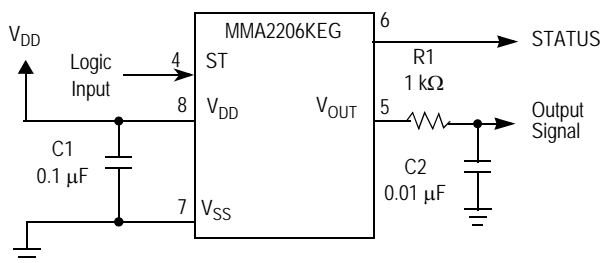 MMA2206KEG
V_DD
Logic
Input
4
ST
6
STATUS
R1
1 kΩ
8
V_DD
V_OUT
5
Output
Signal
C1
0.1 μF
C2
0.01 μF
7
V_SS